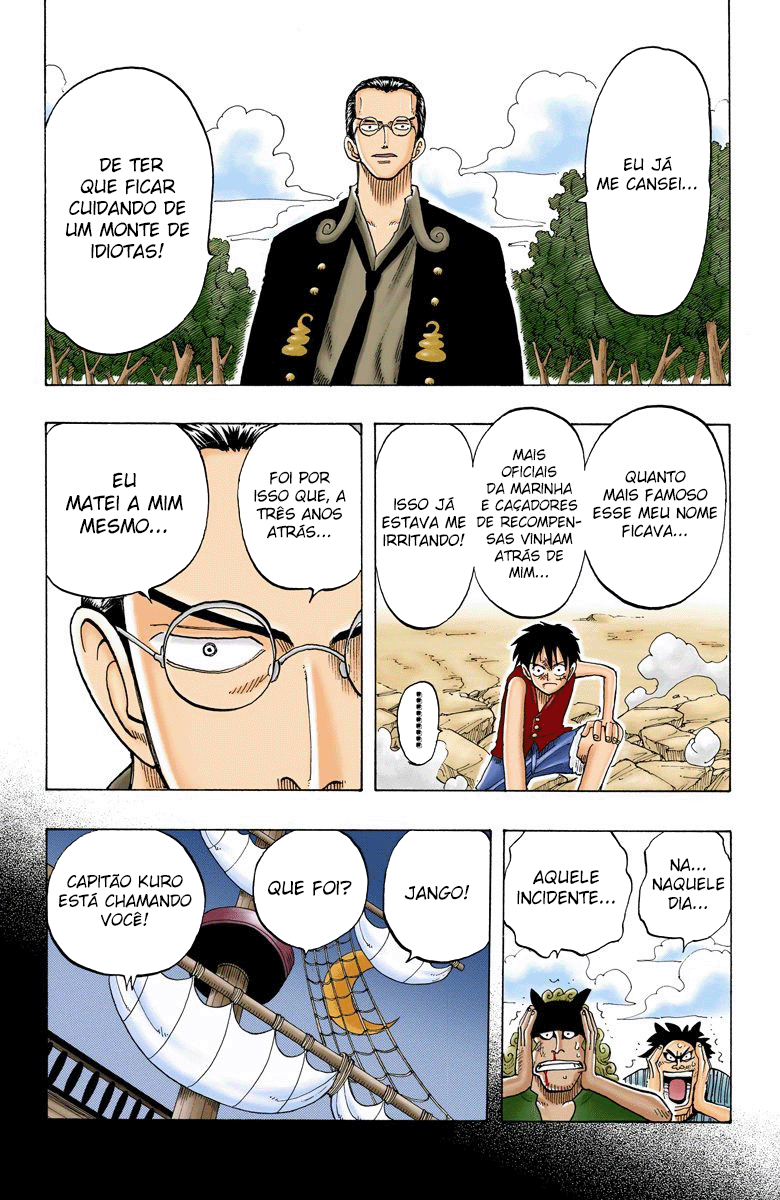 EU JÁ
ME CANSEI...
DE TER
QUE FICAR
CUIDANDO DE
UM MONTE DE
IDIOTAS!
QUANTO
MAIS FAMOSO
ESSE MEU NOME
FICAVA...
MAIS
OFICIAIS
DA MARINHA
E CAÇADORES
DE RECOMPEN-
SAS VINHAM
ATRÁS DE
MIM...
ISSO JÁ
ESTAVA ME
IRRITANDO!
..........
FOI POR
ISSO QUE, A
TRÊS ANOS
ATRÁS...
EU
MATEI A MIM
MESMO...
NA...
NAQUELE
DIA...
AQUELE
INCIDENTE...
JANGO!
QUE FOI?
CAPITÃO KURO
ESTÁ CHAMANDO
VOCÊ!